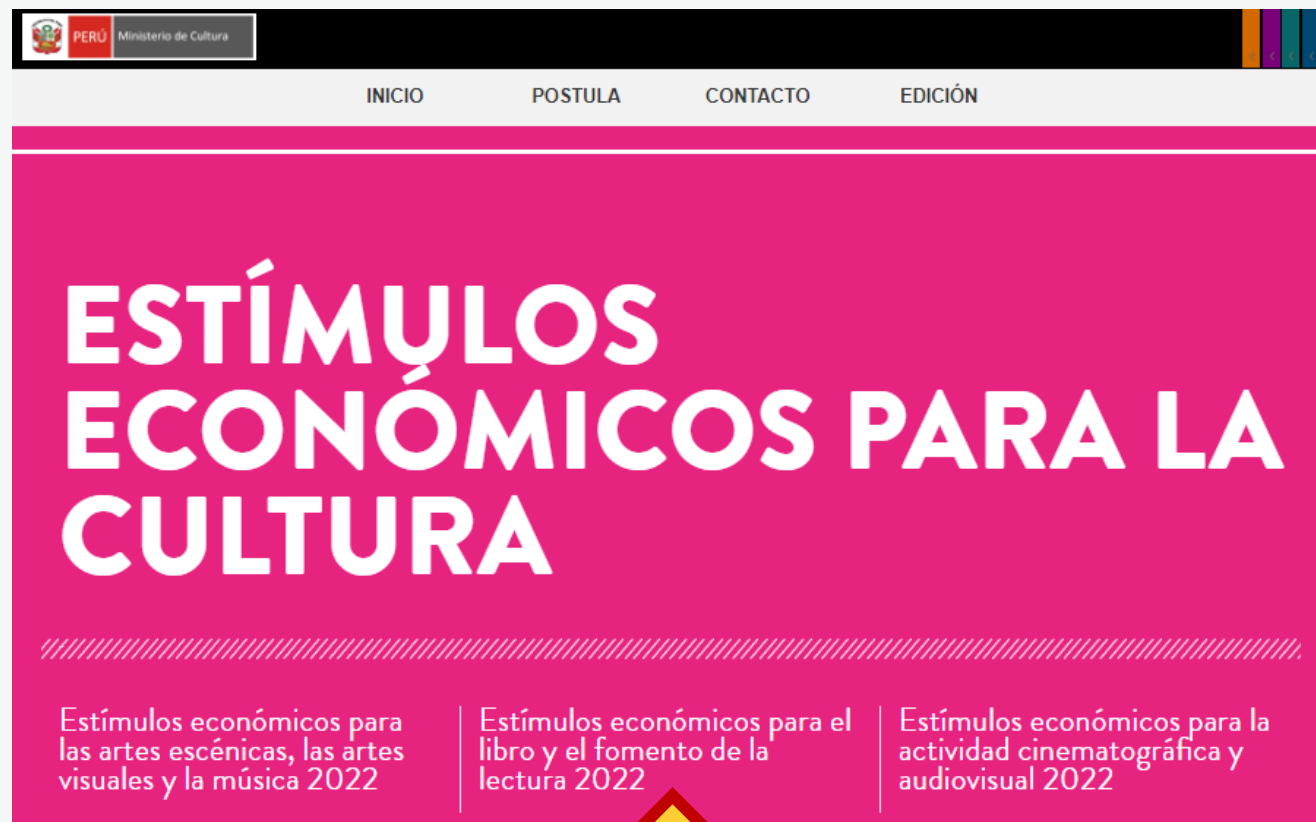 PERÚ Ministerio de Cultura
INICIO POSTULA CONTACTO EDICIÓN
ESTÍMULOS
ECONÓMICOS PARA LA
CULTURA
Estímulos económicos para
las artes escénicas, las artes
visuales y la música 2022
Estímulos económicos para el
libro y el fomento de la
lectura 2022
Estímulos económicos para la
actividad cinematográfica y
audiovisual 2022